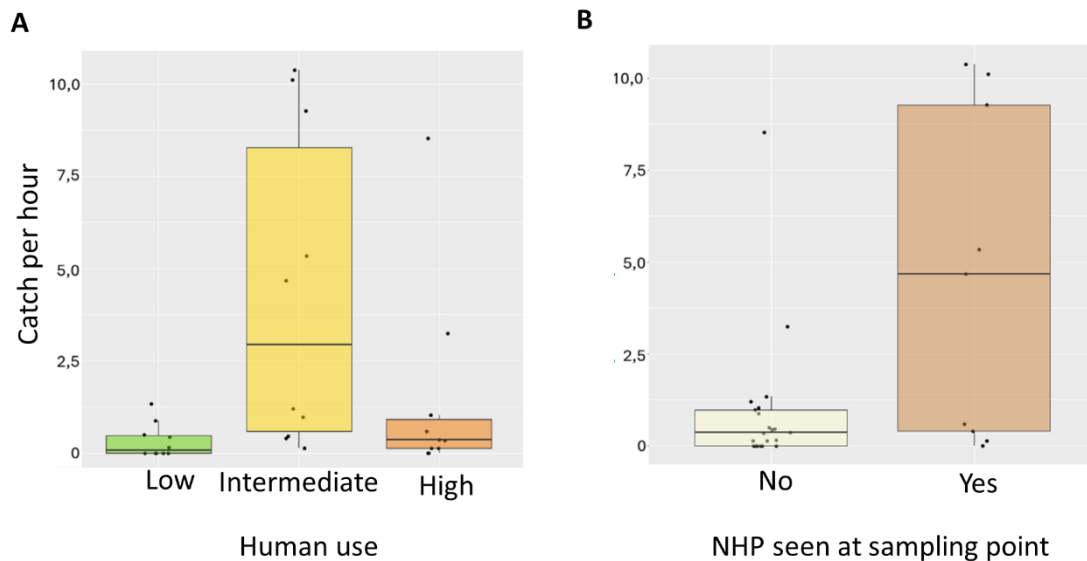 A
B
Catch per hour
10,0
7,5
5,0
2,5
0
Low
Intermediate
High
Human use
10,0
7,5
5,0
2,5
0
No
Yes
NHP seen at sampling point